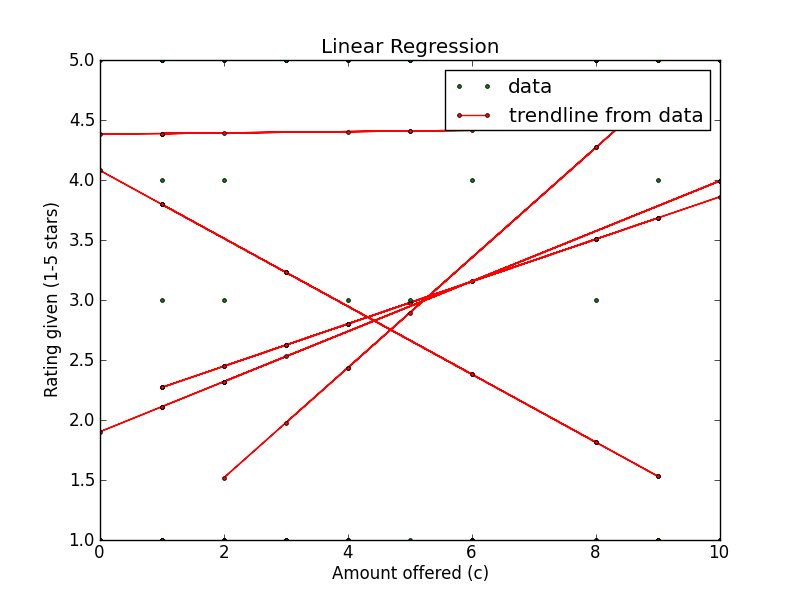 Linear Regression
data
trendline from data
5.0
4.5
4.0
3.5
3.0
2.5
2.0
1.5
1.0
Rating given (1-5 stars)
0 2 4 6 8 10
Amount offered (c)